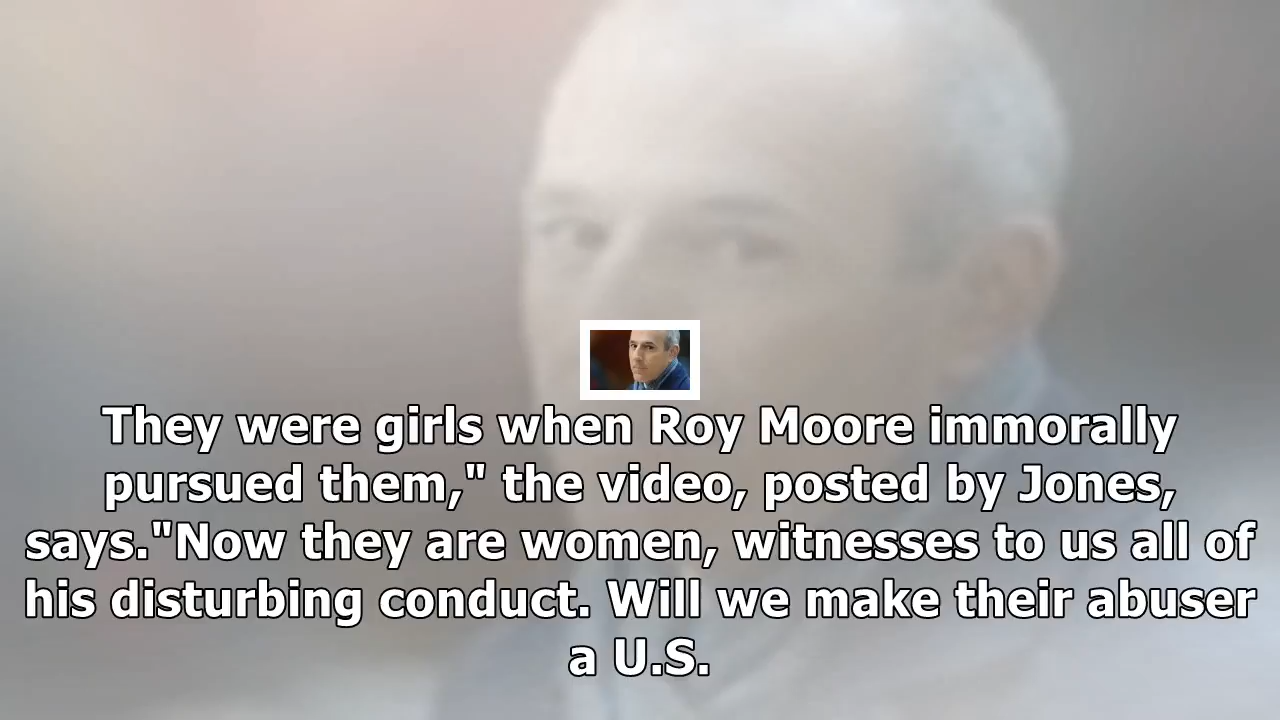 They were girls when Roy Moore immorally
pursued them," the video, posted by Jones,
says."Now they are women, witnesses to us all of
his disturbing conduct. Will we make their abuser
a U.S.